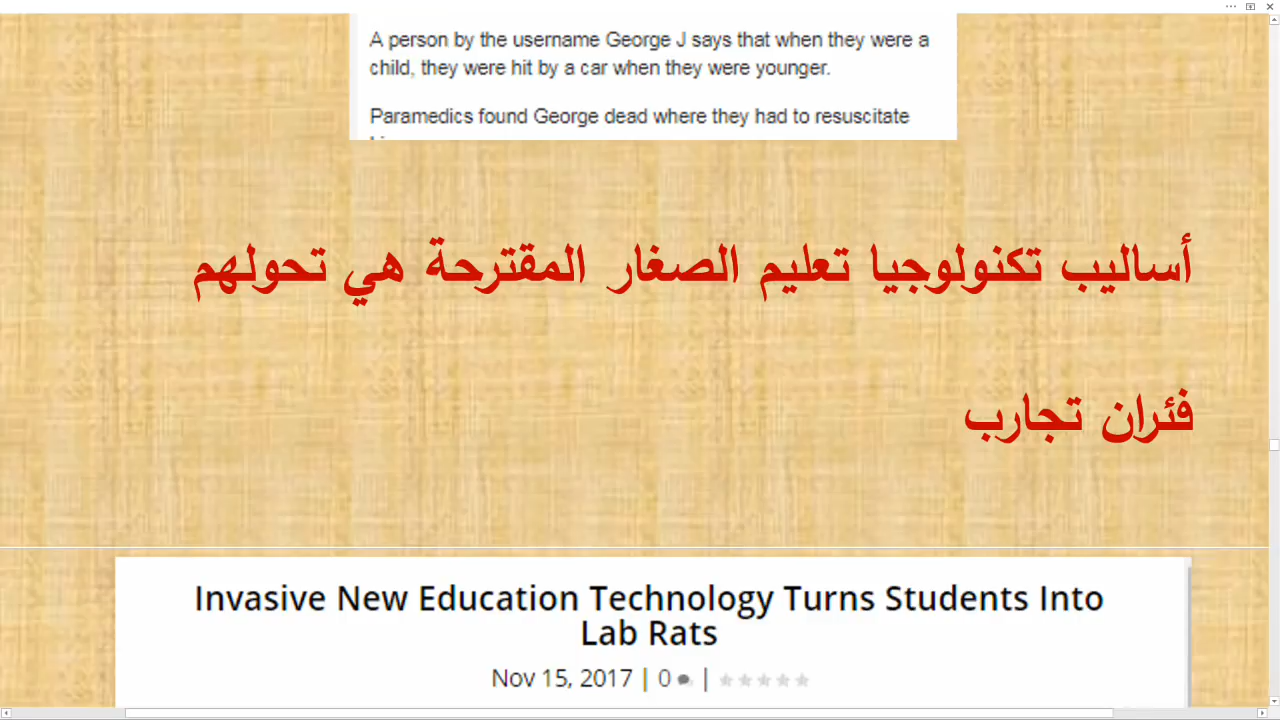 A person by the username George J says that when they were a
child, they were hit by a car when they were younger.
Paramedics found George dead where they had to resuscitate
أساليب تكنولوجيا تعليم الصغار المقترحة هي تحولهم
فئران تجارب
Invasive New Education Technology Turns Students Into
Lab Rats
Nov 15, 2017 | 0 |